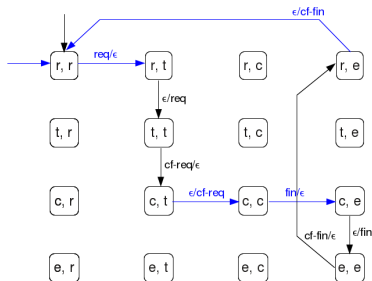 ϵ/cf-fin
r, r
req/ϵ
r, t
r, c
r, e
ϵ/req
t, r
t, t
t, c
t, e
cf-req/ϵ
c, r
c, t
ϵ/cf-req
c, c
fin/ϵ
c, e
cf-fin/ϵ
ϵ/fin
e, r
e, t
e, c
e, e